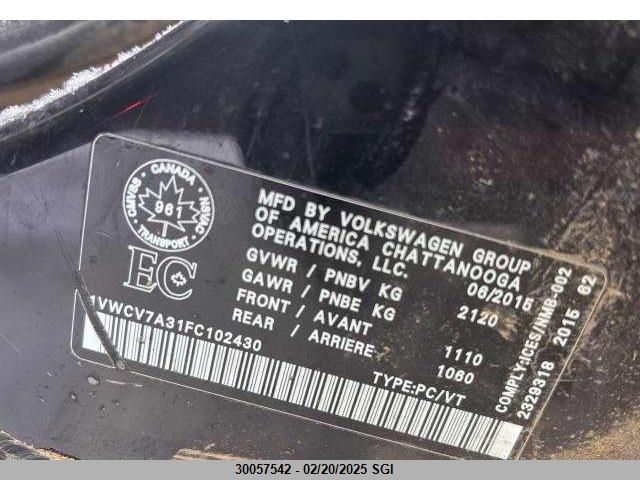 CANADA
CMVSS
NSVAC
961
TRANSPORT
EC
MFD BY VOLKSWAGEN GROUP
OF AMERICA CHATTANOOGA
OPERATIONS, LLC.
06/2015
GVWR / PNBV KG
2120
GAWR / PNBE KG
FRONT / AVANT
1110
REAR / ARRIERE
1060
1VWCV7A31FC102430
TYPE:PC/VT
COMPLY-ICES/NMB-002
2329318 2015 62
30057542 - 02/20/2025 SGI